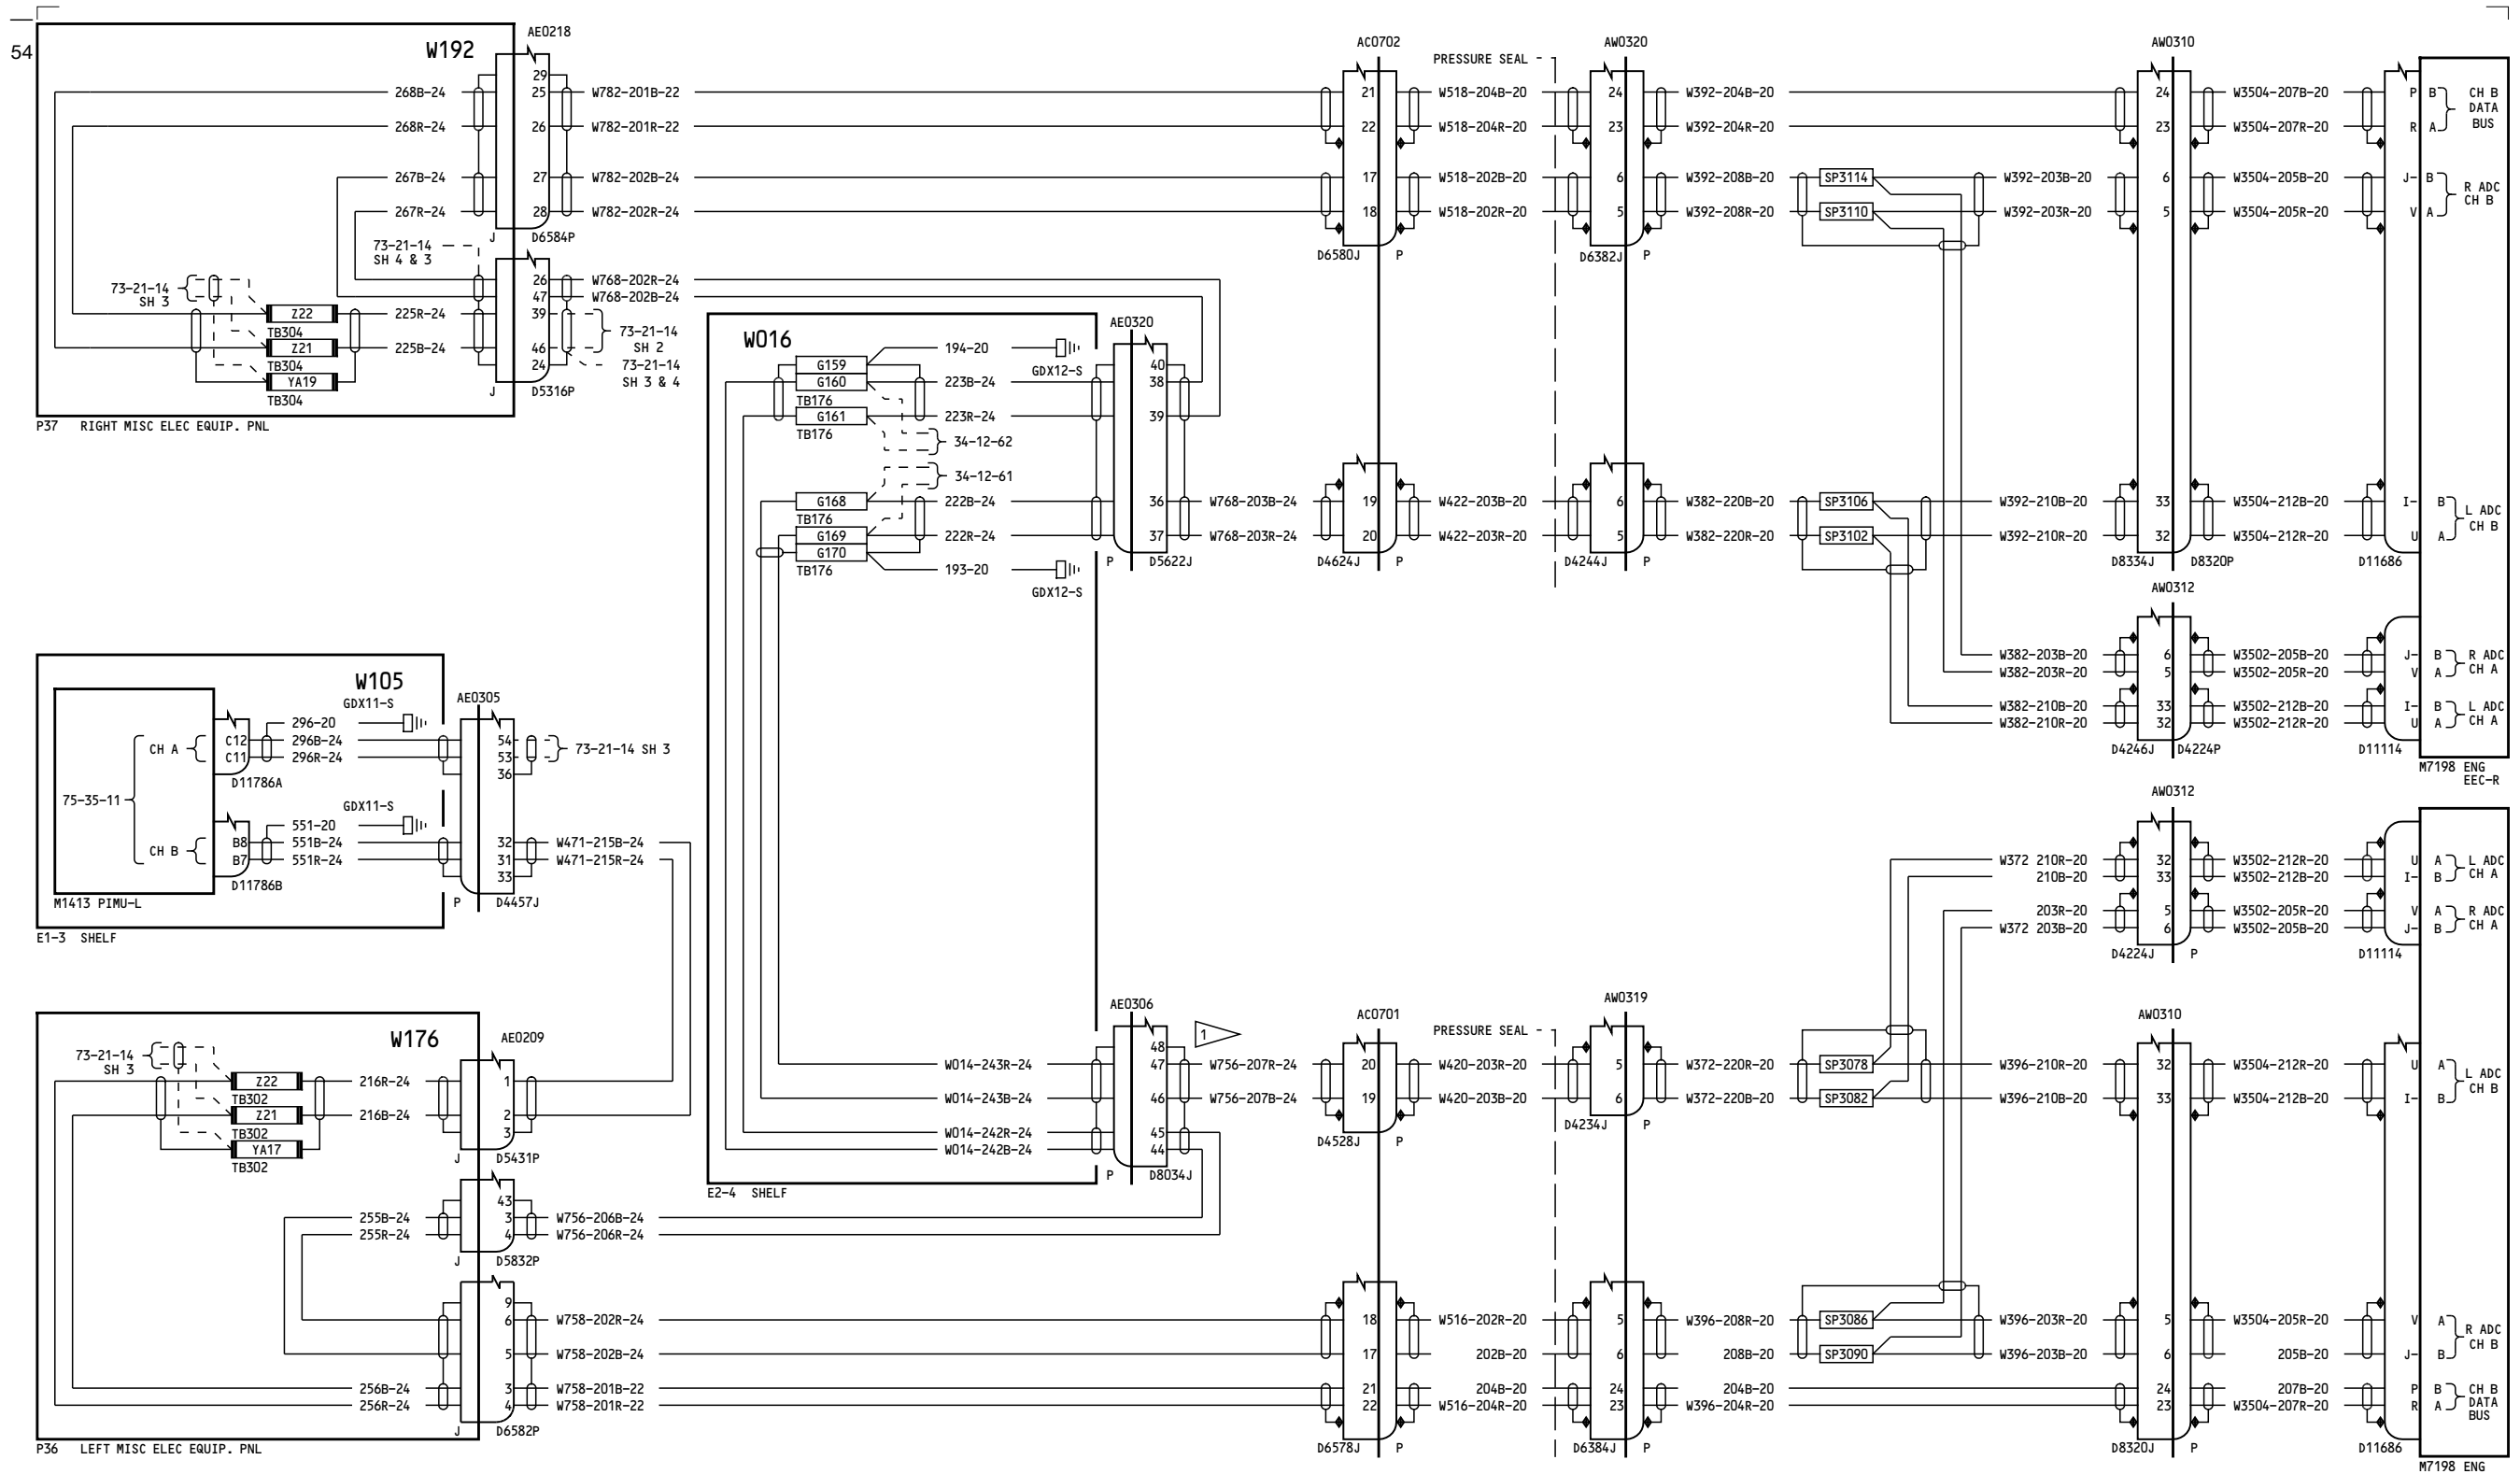 54
W192
AE0218
268B-24
268R-24
267B-24
267R-24
29
25
26
27
28
W782-201B-22
W782-201R-22
W782-202B-24
W782-202R-24
J
D6584P
73-21-14
SH 4 & 3
73-21-14
SH 3
Z22
TB304
Z21
TB304
YA19
TB304
225R-24
225B-24
26
47
39
46
24
W768-202R-24
W768-202B-24
73-21-14
SH 2
73-21-14
SH 3 & 4
J
D5316P
P37 RIGHT MISC ELEC EQUIP. PNL
W016
G159
G160
TB176
G161
TB176
G168
TB176
G169
G170
TB176
194-20
GDX12-S
223B-24
223R-24
34-12-62
34-12-61
222B-24
222R-24
193-20
GDX12-S
AE0320
40
38
39
36
37
P
D5622J
W768-203B-24
W768-203R-24
AC0702
21
22
17
18
D6580J
P
19
20
D4624J
P
PRESSURE SEAL
W518-204B-20
W518-204R-20
W518-202B-20
W518-202R-20
W422-203B-20
W422-203R-20
AW0320
24
23
6
5
D6382J
P
6
5
D4244J
P
W392-204B-20
W392-204R-20
W392-208B-20
W392-208R-20
SP3114
SP3110
W392-203B-20
W392-203R-20
W382-220B-20
W382-220R-20
SP3106
SP3102
W392-210B-20
W392-210R-20
AW0310
24
23
6
5
33
32
D8334J
D8320P
W3504-207B-20
W3504-207R-20
W3504-205B-20
W3504-205R-20
W3504-212B-20
W3504-212R-20
P B
R A
CH B
DATA
BUS
J- B
V A
R ADC
CH B
I- B
U A
L ADC
CH B
D11686
AW0312
W382-203B-20
W382-203R-20
W382-210B-20
W382-210R-20
6
5
33
32
D4246J
D4224P
W3502-205B-20
W3502-205R-20
W3502-212B-20
W3502-212R-20
J- B
V A
R ADC
CH A
I- B
U A
L ADC
CH A
D11114
M7198 ENG
EEC-R
W105
GDX11-S
AE0305
75-35-11
CH A
C12
C11
D11786A
296-20
296B-24
296R-24
54
53
36
73-21-14 SH 3
GDX11-S
CH B
B8
B7
D11786B
551-20
551B-24
551R-24
32
31
33
W471-215B-24
W471-215R-24
M1413 PIMU-L
P
D4457J
E1-3 SHELF
W176
AE0209
73-21-14
SH 3
Z22
TB302
Z21
TB302
YA17
TB302
216R-24
216B-24
1
2
3
J
D5431P
255B-24
255R-24
43
3
4
W756-206B-24
W756-206R-24
J
D5832P
9
6
5
3
4
W758-202R-24
W758-202B-24
256B-24
256R-24
W758-201B-22
W758-201R-22
J
D6582P
P36 LEFT MISC ELEC EQUIP. PNL
AE0306
1
W014-243R-24
W014-243B-24
W014-242R-24
W014-242B-24
48
47
46
45
44
P
D8034J
E2-4 SHELF
W756-207R-24
W756-207B-24
AC0701
20
19
D4528J
P
18
17
21
22
D6578J
P
PRESSURE SEAL
W420-203R-20
W420-203B-20
W516-202R-20
202B-20
204B-20
W516-204R-20
AW0319
5
6
D4234J
P
5
6
24
23
D6384J
P
W372-220R-20
W372-220B-20
SP3078
SP3082
W396-208R-20
208B-20
SP3086
SP3090
204B-20
W396-204R-20
AW0312
W372 210R-20
210B-20
203R-20
W372 203B-20
32
33
5
6
D4224J
P
W3502-212R-20
W3502-212B-20
W3502-205R-20
W3502-205B-20
U A
I- B
L ADC
CH A
V A
J- B
R ADC
CH A
D11114
AW0310
W396-210R-20
W396-210B-20
W396-203R-20
W396-203B-20
32
33
5
6
24
23
D8320J
P
W3504-212R-20
W3504-212B-20
W3504-205R-20
205B-20
207B-20
W3504-207R-20
U A
I- B
L ADC
CH B
V A
J- B
R ADC
CH B
P B
R A
CH B
DATA
BUS
D11686
M7198 ENG